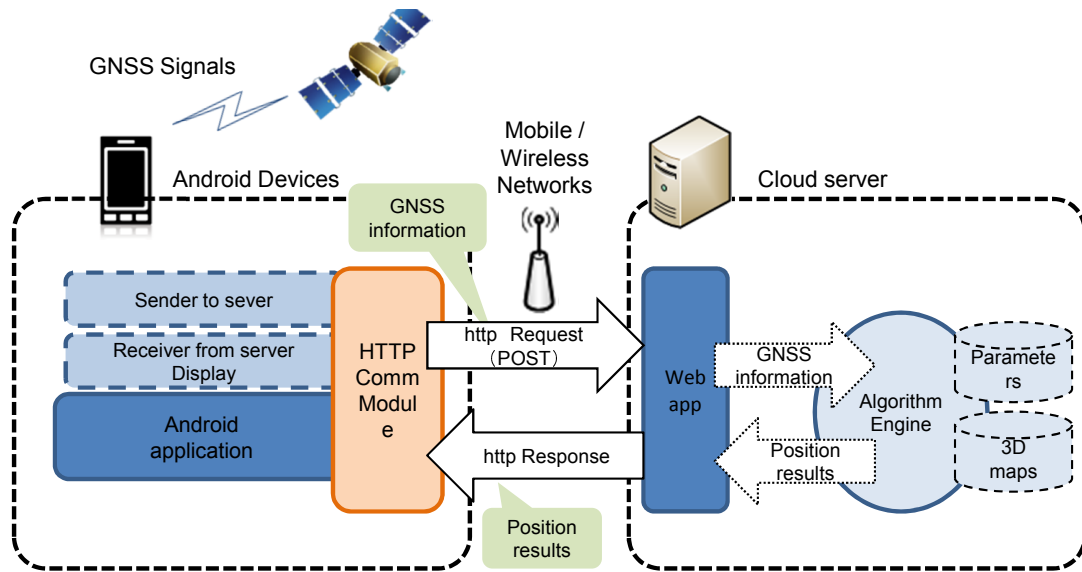 GNSS Signals
Android Devices
Mobile /
Wireless
Networks
Cloud server
GNSS
information
Sender to sever
Receiver from server
Display
Android
application
HTTP
Comm
Modul
e
http Request
（POST）
http Response
Position
results
Web
app
GNSS
information
Position
results
Algorithm
Engine
Paramete
rs
3D
maps